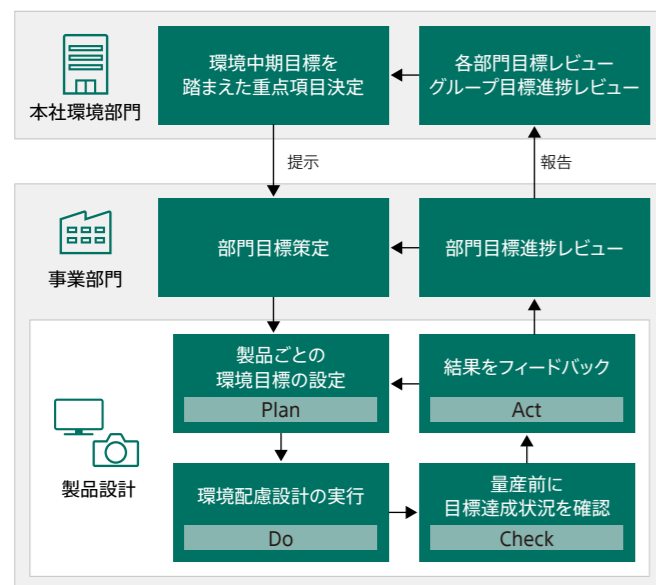 本社環境部門
環境中期目標を
踏まえた重点項目決定
各部門目標レビュー
グループ目標進捗レビュー
提示
報告
事業部門
部門目標策定
部門目標進捗レビュー
製品設計
製品ごとの
環境目標の設定
Plan
結果をフィードバック
Act
環境配慮設計の実行
Do
量産前に
目標達成状況を確認
Check